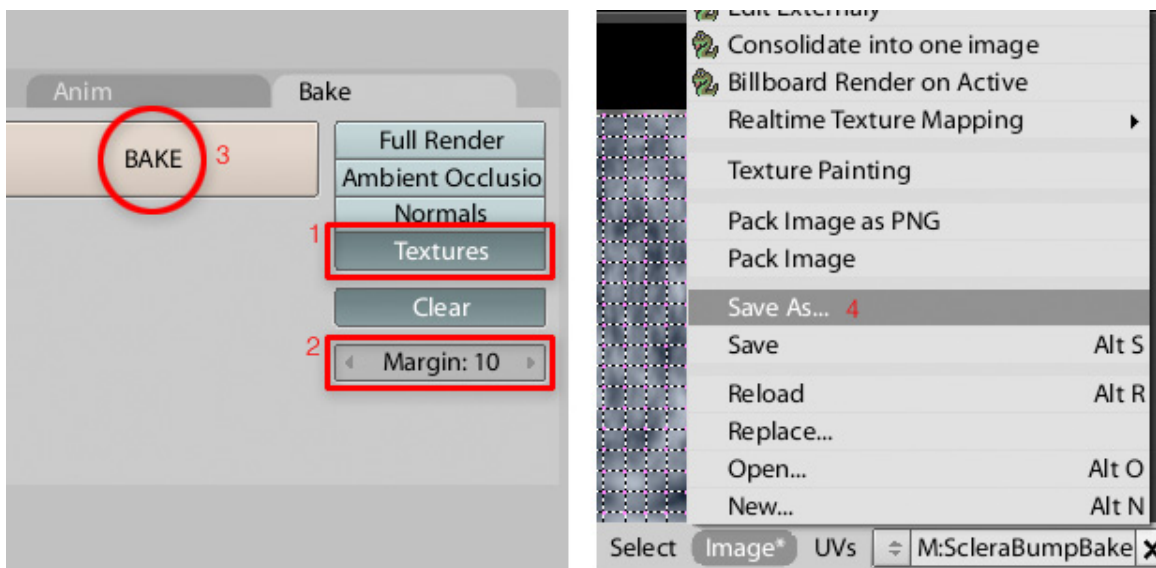 Anim
Bake
BAKE
3
Full Render
Ambient Occlusio
Normals
1
Textures
Clear
2
Margin: 10
Edit Externaly
Consolidate into one image
Billboard Render on Active
Realtime Texture Mapping
Texture Painting
Pack Image as PNG
Pack Image
Save As... 4
Save Alt S
Reload Alt R
Replace...
Open... Alt O
New... Alt N
Select Image* UVs M:ScleraBumpBake